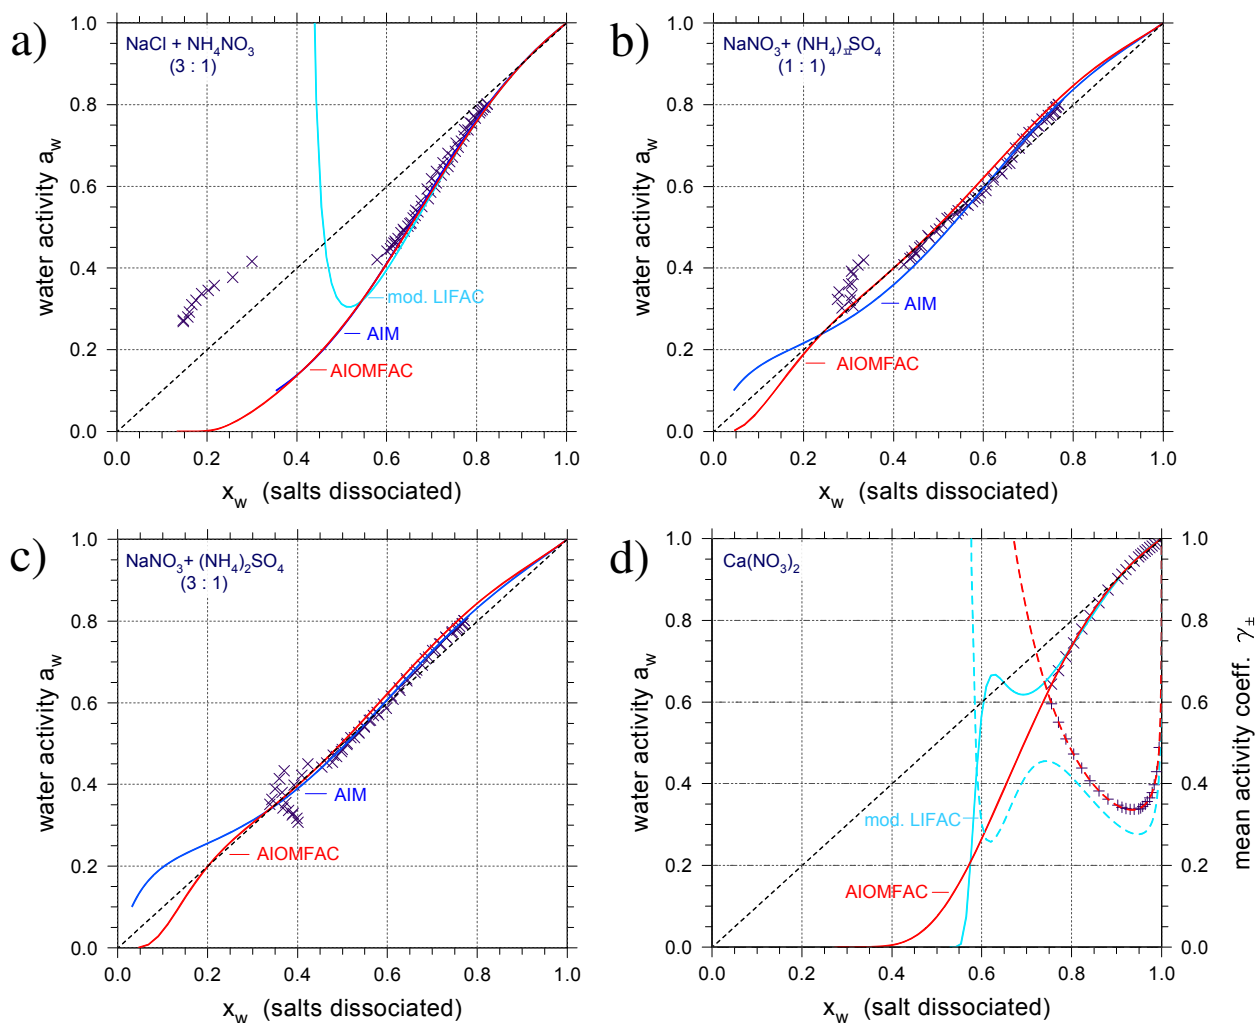 a)
NaCl + NH4NO3
(3 : 1)
water activity aw
1.0
0.8
0.6
0.4
0.2
0.0
mod. LIFAC
AIM
AIOMFAC
0.0 0.2 0.4 0.6 0.8 1.0
xw (salts dissociated)
b)
NaNO3 + (NH4)2SO4
(1 : 1)
water activity aw
1.0
0.8
0.6
0.4
0.2
0.0
AIM
AIOMFAC
0.0 0.2 0.4 0.6 0.8 1.0
xw (salts dissociated)
c)
NaNO3 + (NH4)2SO4
(3 : 1)
water activity aw
1.0
0.8
0.6
0.4
0.2
0.0
AIM
AIOMFAC
0.0 0.2 0.4 0.6 0.8 1.0
xw (salts dissociated)
d)
Ca(NO3)2
water activity aw
1.0
0.8
0.6
0.4
0.2
0.0
mod. LIFAC
AIOMFAC
1.0
0.8
0.6
0.4
0.2
0.0
mean activity coeff. γ±
0.0 0.2 0.4 0.6 0.8 1.0
xw (salt dissociated)